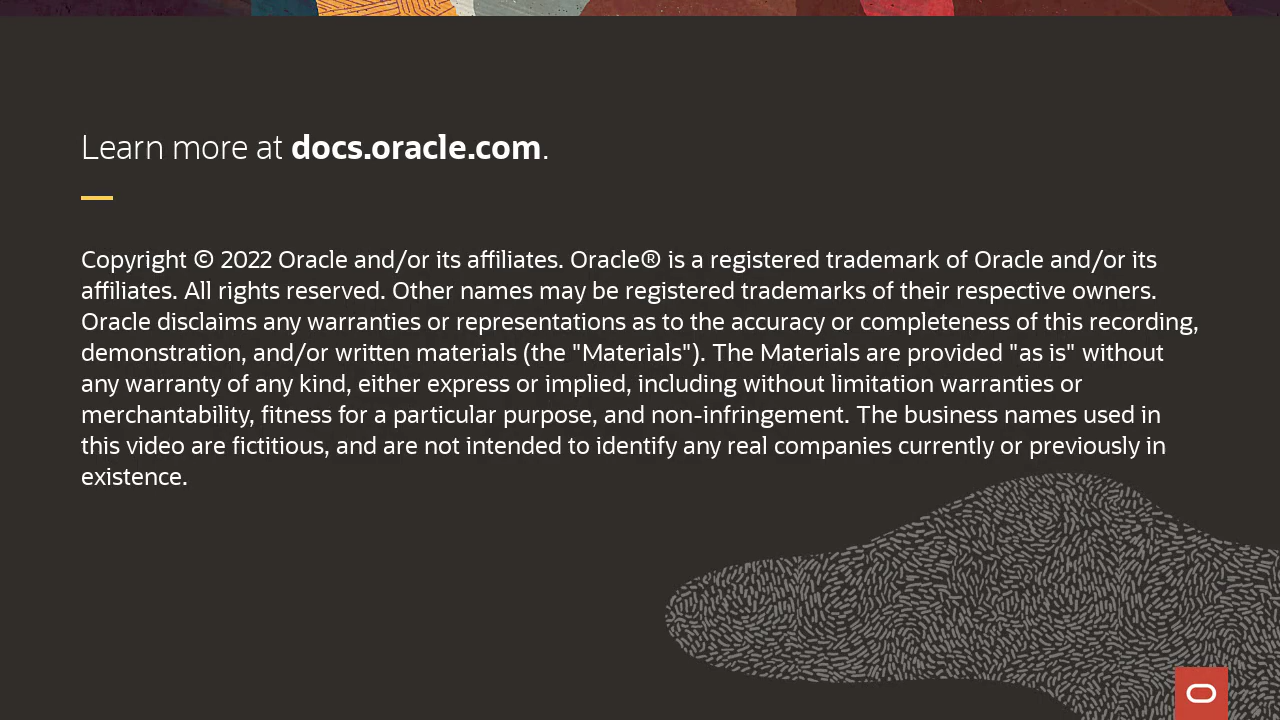 Learn more at docs.oracle.com.
Copyright © 2022 Oracle and/or its affiliates. Oracle® is a registered trademark of Oracle and/or its
affiliates. All rights reserved. Other names may be registered trademarks of their respective owners.
Oracle disclaims any warranties or representations as to the accuracy or completeness of this recording,
demonstration, and/or written materials (the "Materials"). The Materials are provided "as is" without
any warranty of any kind, either express or implied, including without limitation warranties or
merchantability, fitness for a particular purpose, and non-infringement. The business names used in
this video are fictitious, and are not intended to identify any real companies currently or previously in
existence.